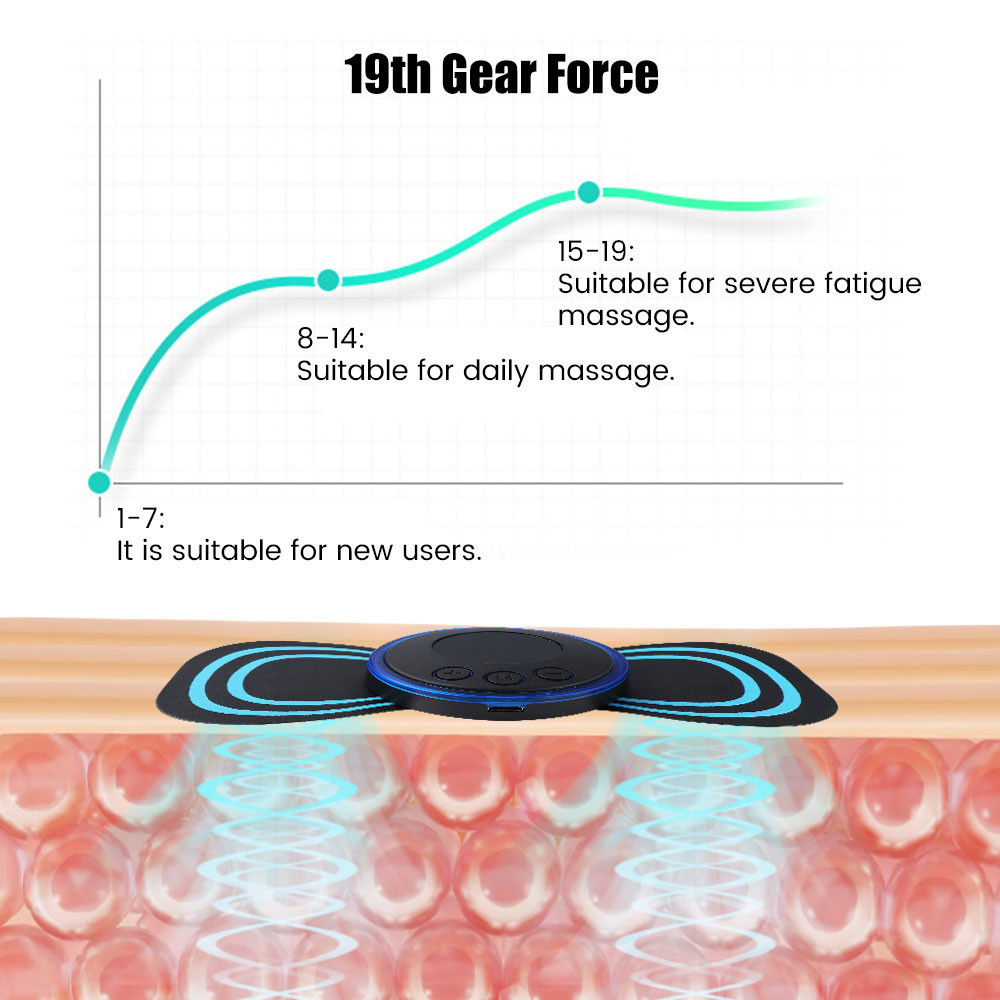 19th Gear Force
15-19:
Suitable for severe fatigue
massage.
8-14:
Suitable for daily massage.
1-7:
It is suitable for new users.
M